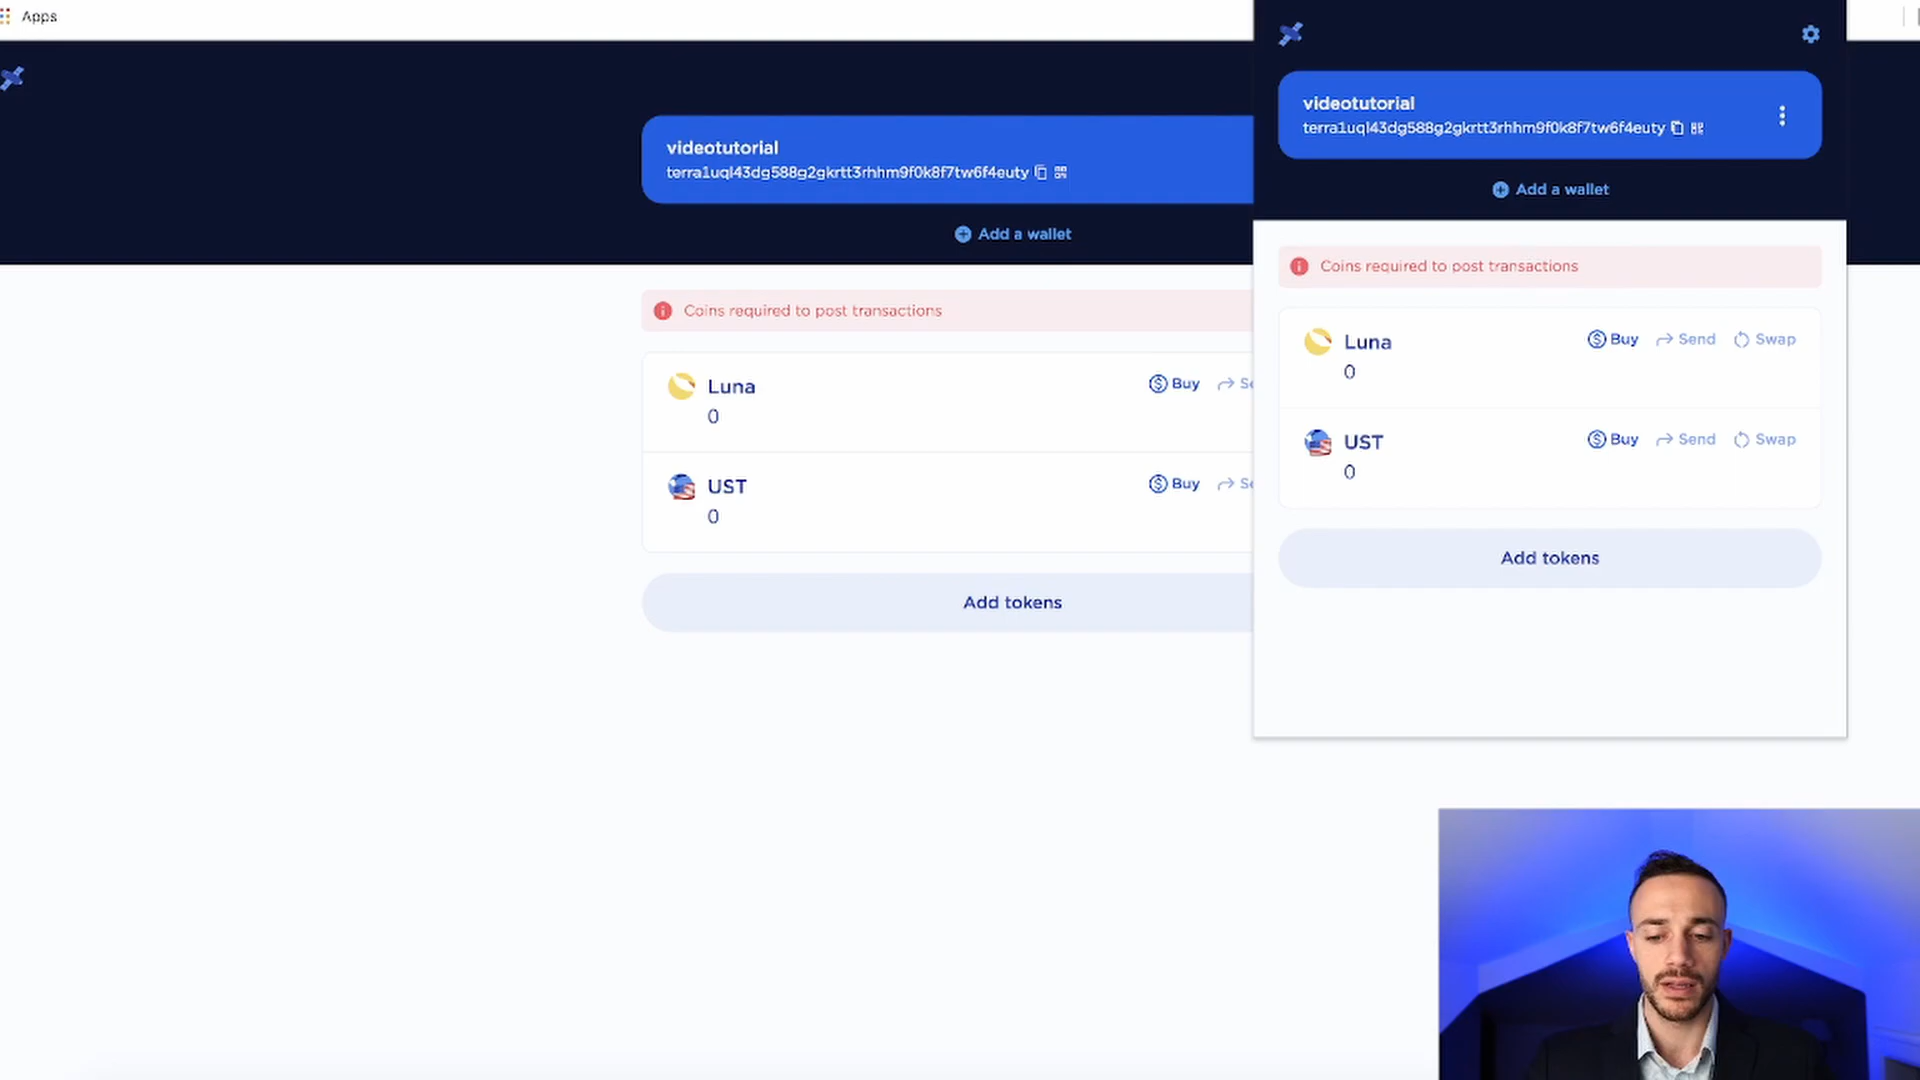 Apps
videotutorial
terra1uql43dg588g2gkrtt3rhhm9f0k8f7tw6f4euty
Add a wallet
Coins required to post transactions
Luna
Buy
0
UST
Buy
0
Add tokens
videotutorial
terra1uql43dg588g2gkrtt3rhhm9f0k8f7tw6f4euty
Add a wallet
Coins required to post transactions
Luna Buy Send Swap
0
UST Buy Send Swap
0
Add tokens